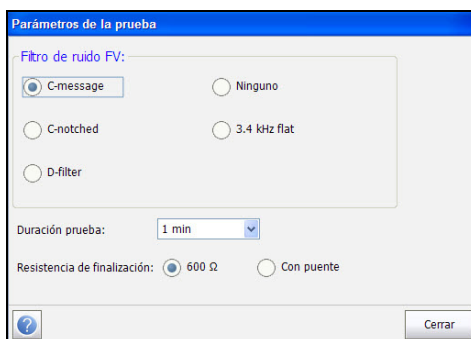 Parámetros de la prueba
Filtro de ruido FV:
C-message Ninguno
C-notched 3.4 kHz flat
D-filter
Duración prueba: 1 min
Resistencia de finalización: 600 Ω Con puente
? Cerrar